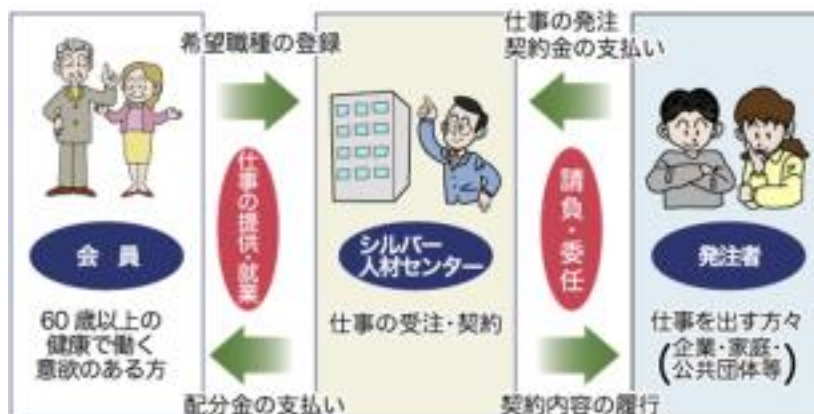 希望職種の登録
仕事の発注
契約金の支払い
仕事の提供・就業
請負・委任
会員
シルバー
人材センター
発注者
60歳以上の
健康で働く
意欲のある方
仕事の受注・契約
仕事を出す方々
(企業・家庭・
公共団体等)
配分金の支払い
契約内容の履行